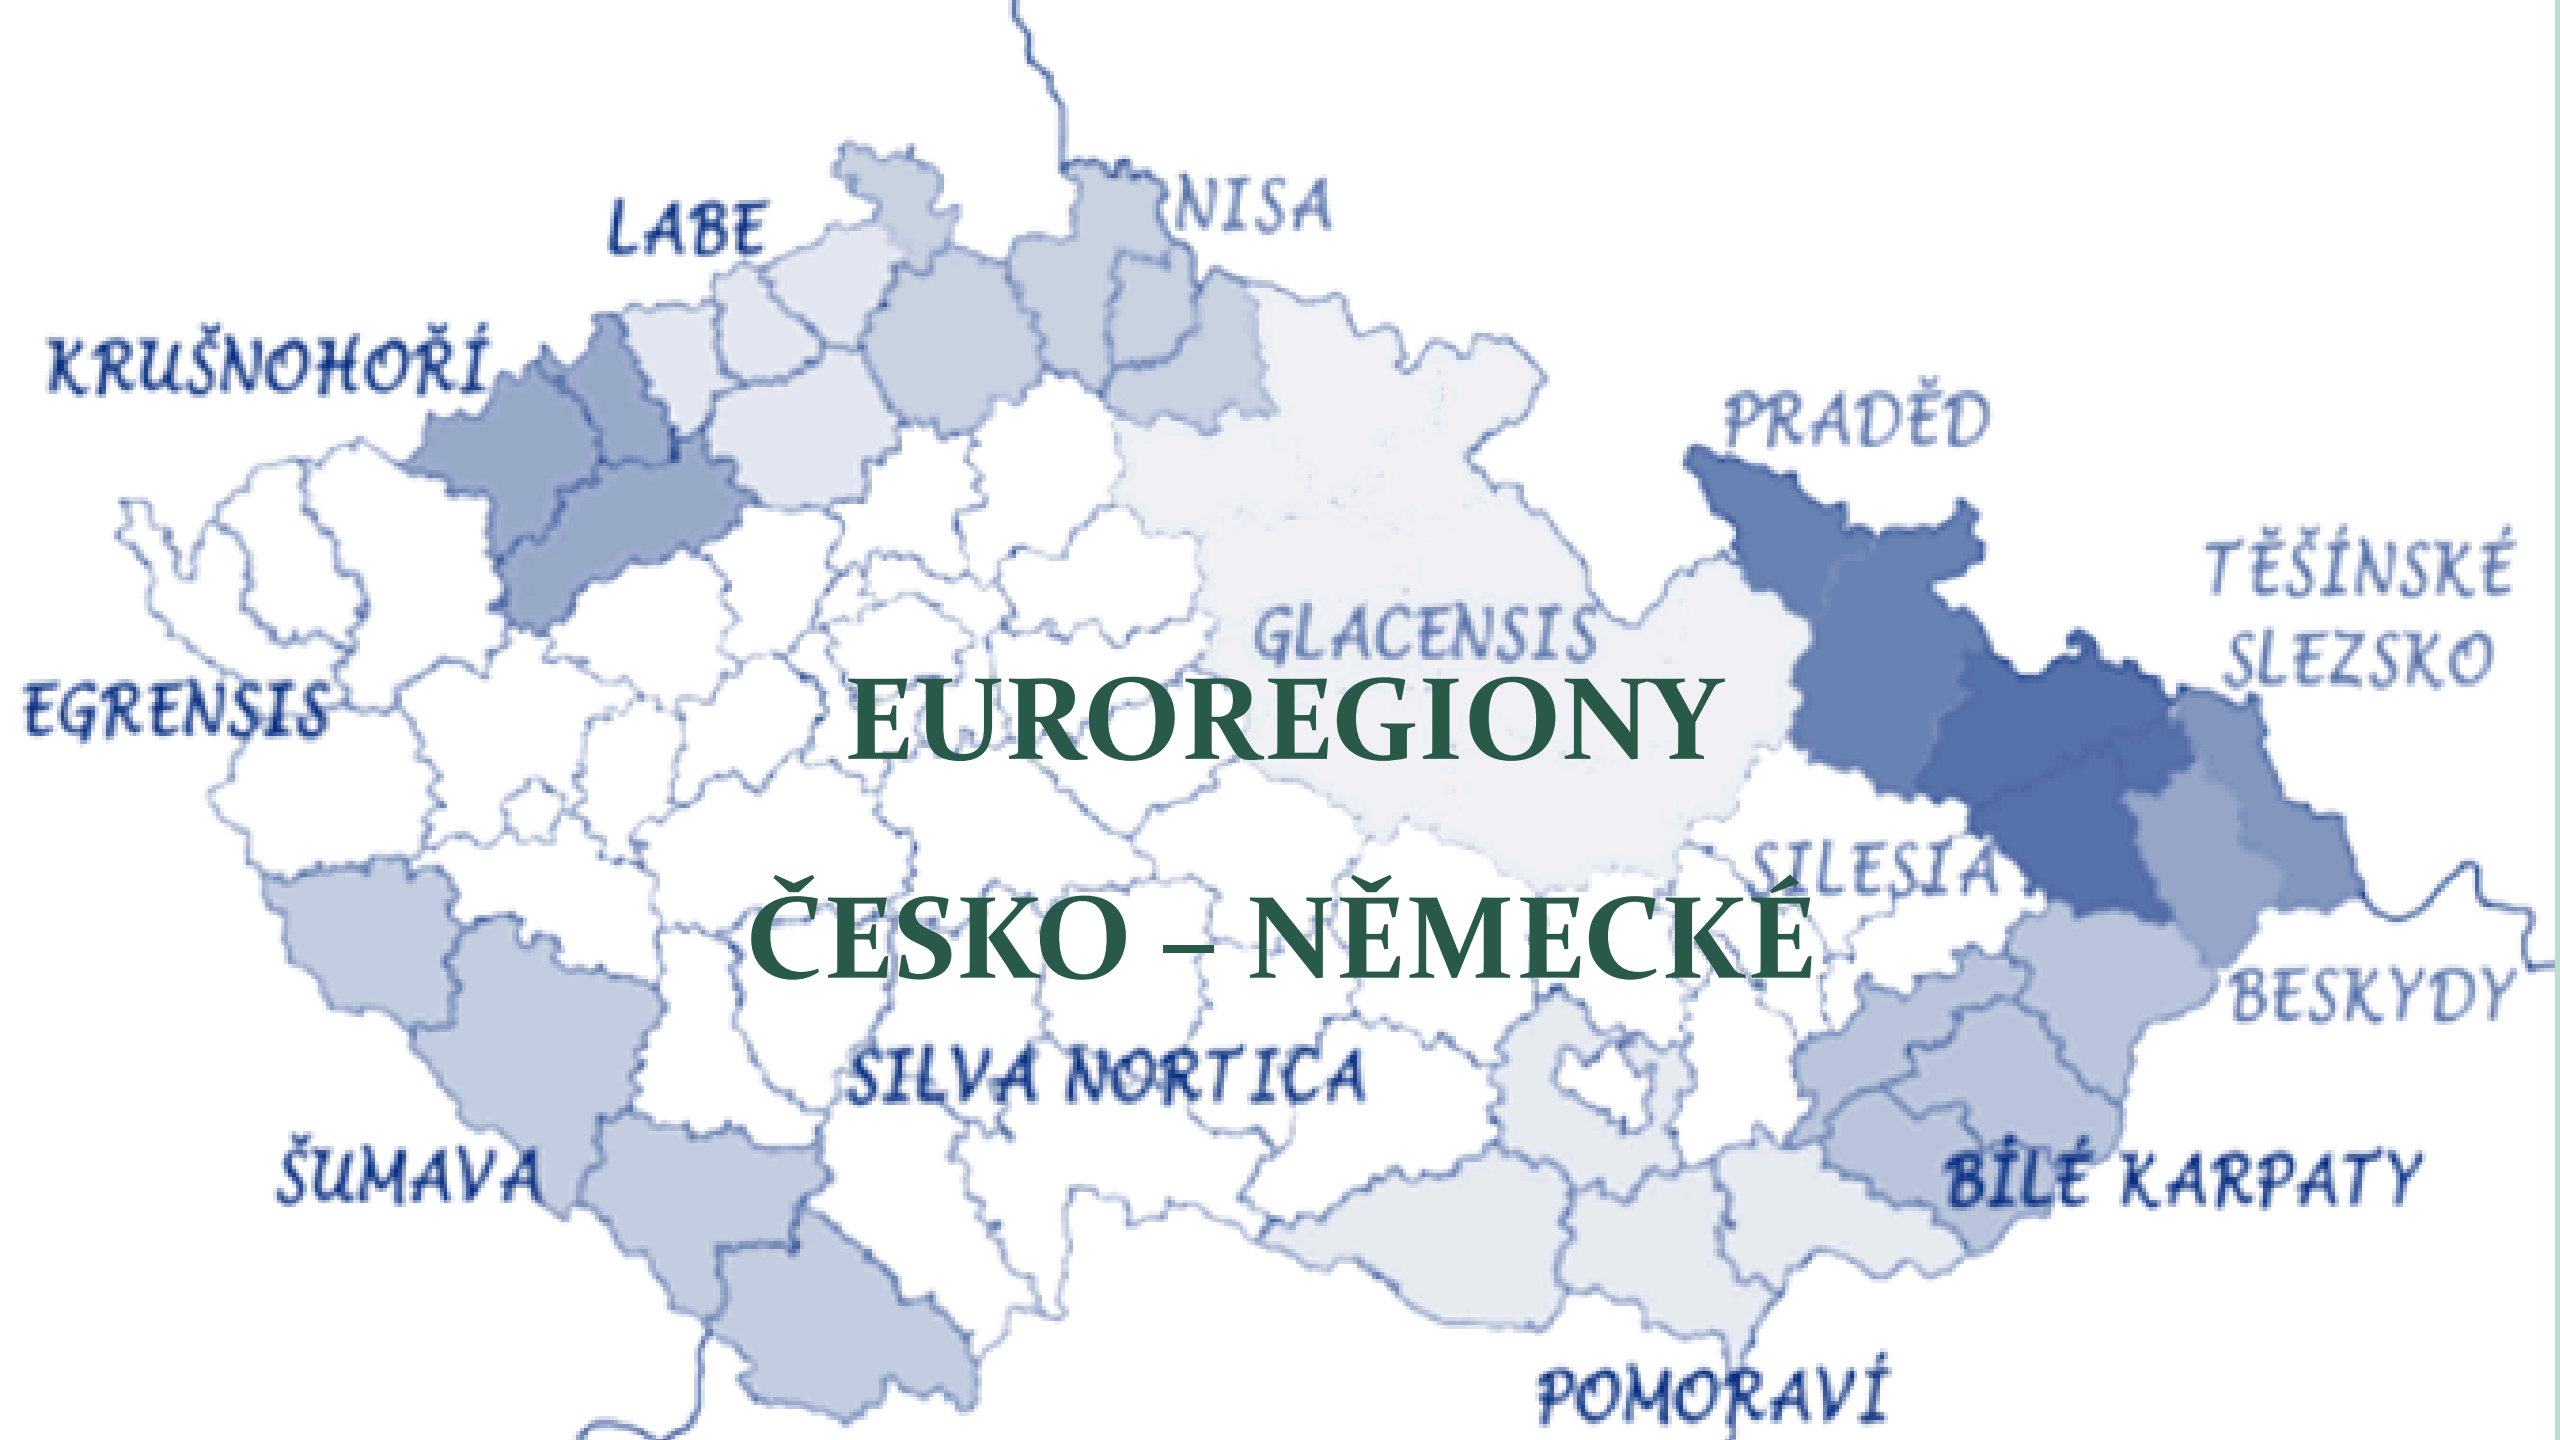 NISA
LABE
KRUŠNOHOŘÍ
PRADĚD
TĚŠÍNSKÉ
SLEZSKO
GLACENSIS
EGRENSIS
EUROREGIONY
SILESIA
ČESKO – NĚMECKÉ
BESKYDY
SILVA NORTICA
ŠUMAVA
BÍLÉ KARPATY
POMORAVÍ